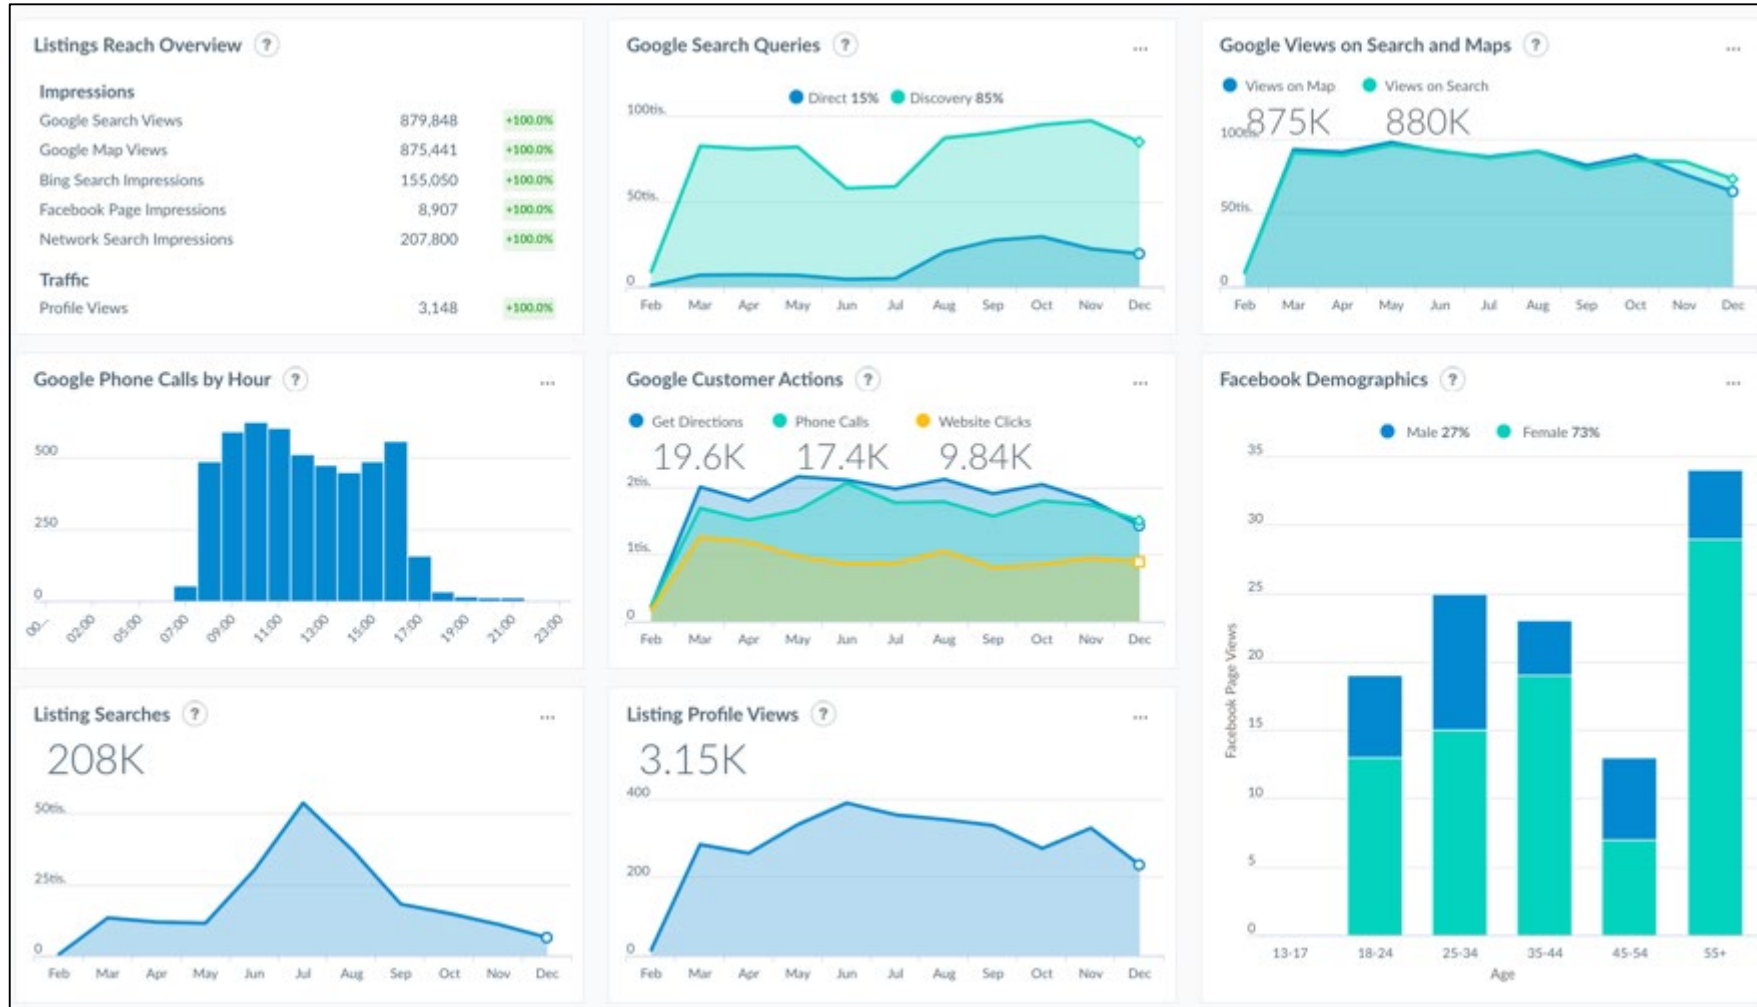 Listings Reach Overview ?
Impressions
Google Search Views 879,848 +100.0%
Google Map Views 875,441 +100.0%
Bing Search Impressions 155,050 +100.0%
Facebook Page Impressions 8,907 +100.0%
Network Search Impressions 207,800 +100.0%
Traffic
Profile Views 3,148 +100.0%
Google Search Queries ? ...
Direct 15% Discovery 85%
100tis.
50tis.
0
Feb Mar Apr May Jun Jul Aug Sep Oct Nov Dec
Google Views on Search and Maps ? ...
Views on Map Views on Search
875K 880K
100tis.
50tis.
0
Feb Mar Apr May Jun Jul Aug Sep Oct Nov Dec
Google Phone Calls by Hour ? ...
500
250
0
00... 02:00 05:00 07:00 09:00 11:00 13:00 15:00 17:00 19:00 21:00 23:00
Google Customer Actions ? ...
Get Directions Phone Calls Website Clicks
19.6K 17.4K 9.84K
2tis.
1tis.
0
Feb Mar Apr May Jun Jul Aug Sep Oct Nov Dec
Facebook Demographics ? ...
Male 27% Female 73%
35
30
25
20
15
10
5
0
Facebook Page Views
13-17 18-24 25-34 35-44 45-54 55+
Age
Listing Searches ? ...
208K
50tis.
25tis.
0
Feb Mar Apr May Jun Jul Aug Sep Oct Nov Dec
Listing Profile Views ? ...
3.15K
400
200
0
Feb Mar Apr May Jun Jul Aug Sep Oct Nov Dec